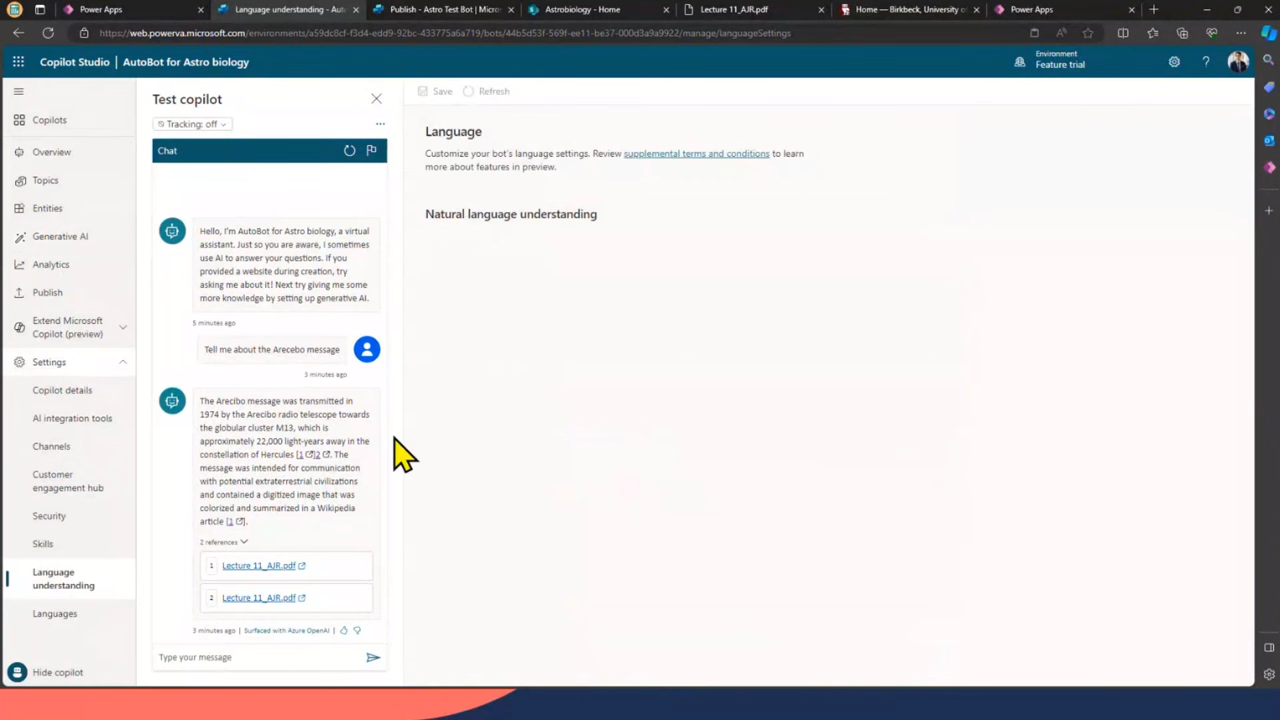 Power Apps
Language understanding - Aut
Publish - Astro Test Bot | Micros
Astrobiology - Home
Lecture 11_AJR.pdf
Home — Birkbeck, University of
Power Apps
https://web.powerva.microsoft.com/environments/a59dc8cf-f3d4-edd9-92bc-433775a6a719/bots/44b5d53f-569f-ee11-be37-000d3a9a9922/manage/languageSettings
Copilot Studio | AutoBot for Astro biology
Environment
Feature trial
Copilots
Overview
Topics
Entities
Generative AI
Analytics
Publish
Extend Microsoft
Copilot (preview)
Settings
Copilot details
AI integration tools
Channels
Customer
engagement hub
Security
Skills
Language
understanding
Languages
Hide copilot
Test copilot
Tracking: off
Chat
Hello, I'm AutoBot for Astro biology, a virtual
assistant. Just so you are aware, I sometimes
use AI to answer your questions. If you
provided a website during creation, try
asking me about it! Next try giving me some
more knowledge by setting up generative AI.
5 minutes ago
Tell me about the Arecebo message
3 minutes ago
The Arecibo message was transmitted in
1974 by the Arecibo radio telescope towards
the globular cluster M13, which is
approximately 22,000 light-years away in the
constellation of Hercules [1]2. The
message was intended for communication
with potential extraterrestrial civilizations
and contained a digitized image that was
colorized and summarized in a Wikipedia
article [1].
2 references
1 Lecture 11_AJR.pdf
2 Lecture 11_AJR.pdf
3 minutes ago | Surfaced with Azure OpenAI
Type your message
Save Refresh
Language
Customize your bot's language settings. Review supplemental terms and conditions to learn
more about features in preview.
Natural language understanding